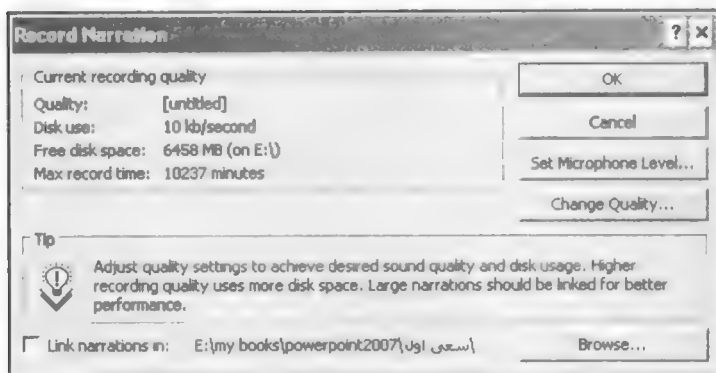 Record Narration ? ×
Current recording quality
Quality: [untitled]
Disk use: 10 kb/second
Free disk space: 6458 MB (on E:\)
Max record time: 10237 minutes
OK
Cancel
Set Microphone Level...
Change Quality...
Tip
Adjust quality settings to achieve desired sound quality and disk usage. Higher
recording quality uses more disk space. Large narrations should be linked for better
performance.
Link narrations in: E:\my books\powerpoint2007\سعی اول\
Browse...